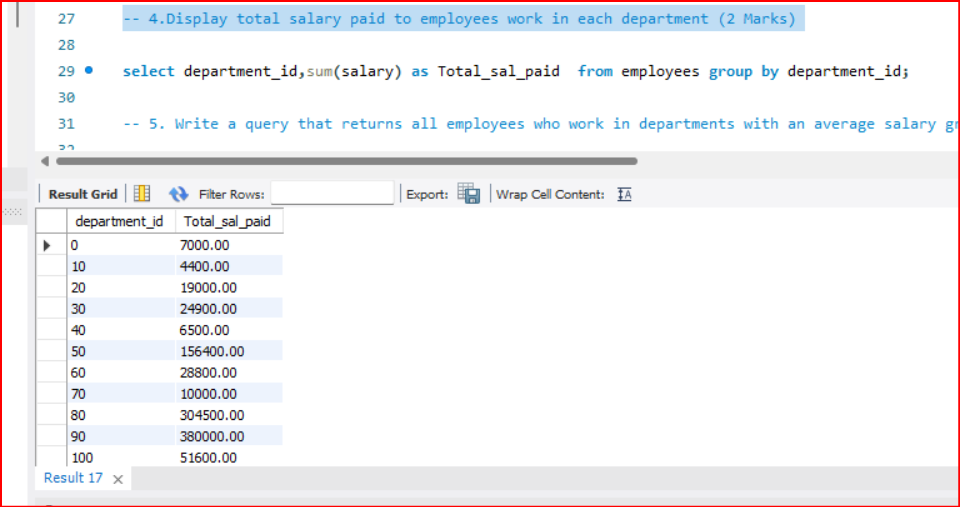 27 -- 4.Display total salary paid to employees work in each department (2 Marks)
28
29 select department_id,sum(salary) as Total_sal_paid  from employees group by department_id;
30
31 -- 5. Write a query that returns all employees who work in departments with an average salary
Result Grid Filter Rows: Export: Wrap Cell Content:
department_id Total_sal_paid
0 7000.00
10 4400.00
20 19000.00
30 24900.00
40 6500.00
50 156400.00
60 28800.00
70 10000.00
80 304500.00
90 380000.00
100 51600.00
Result 17